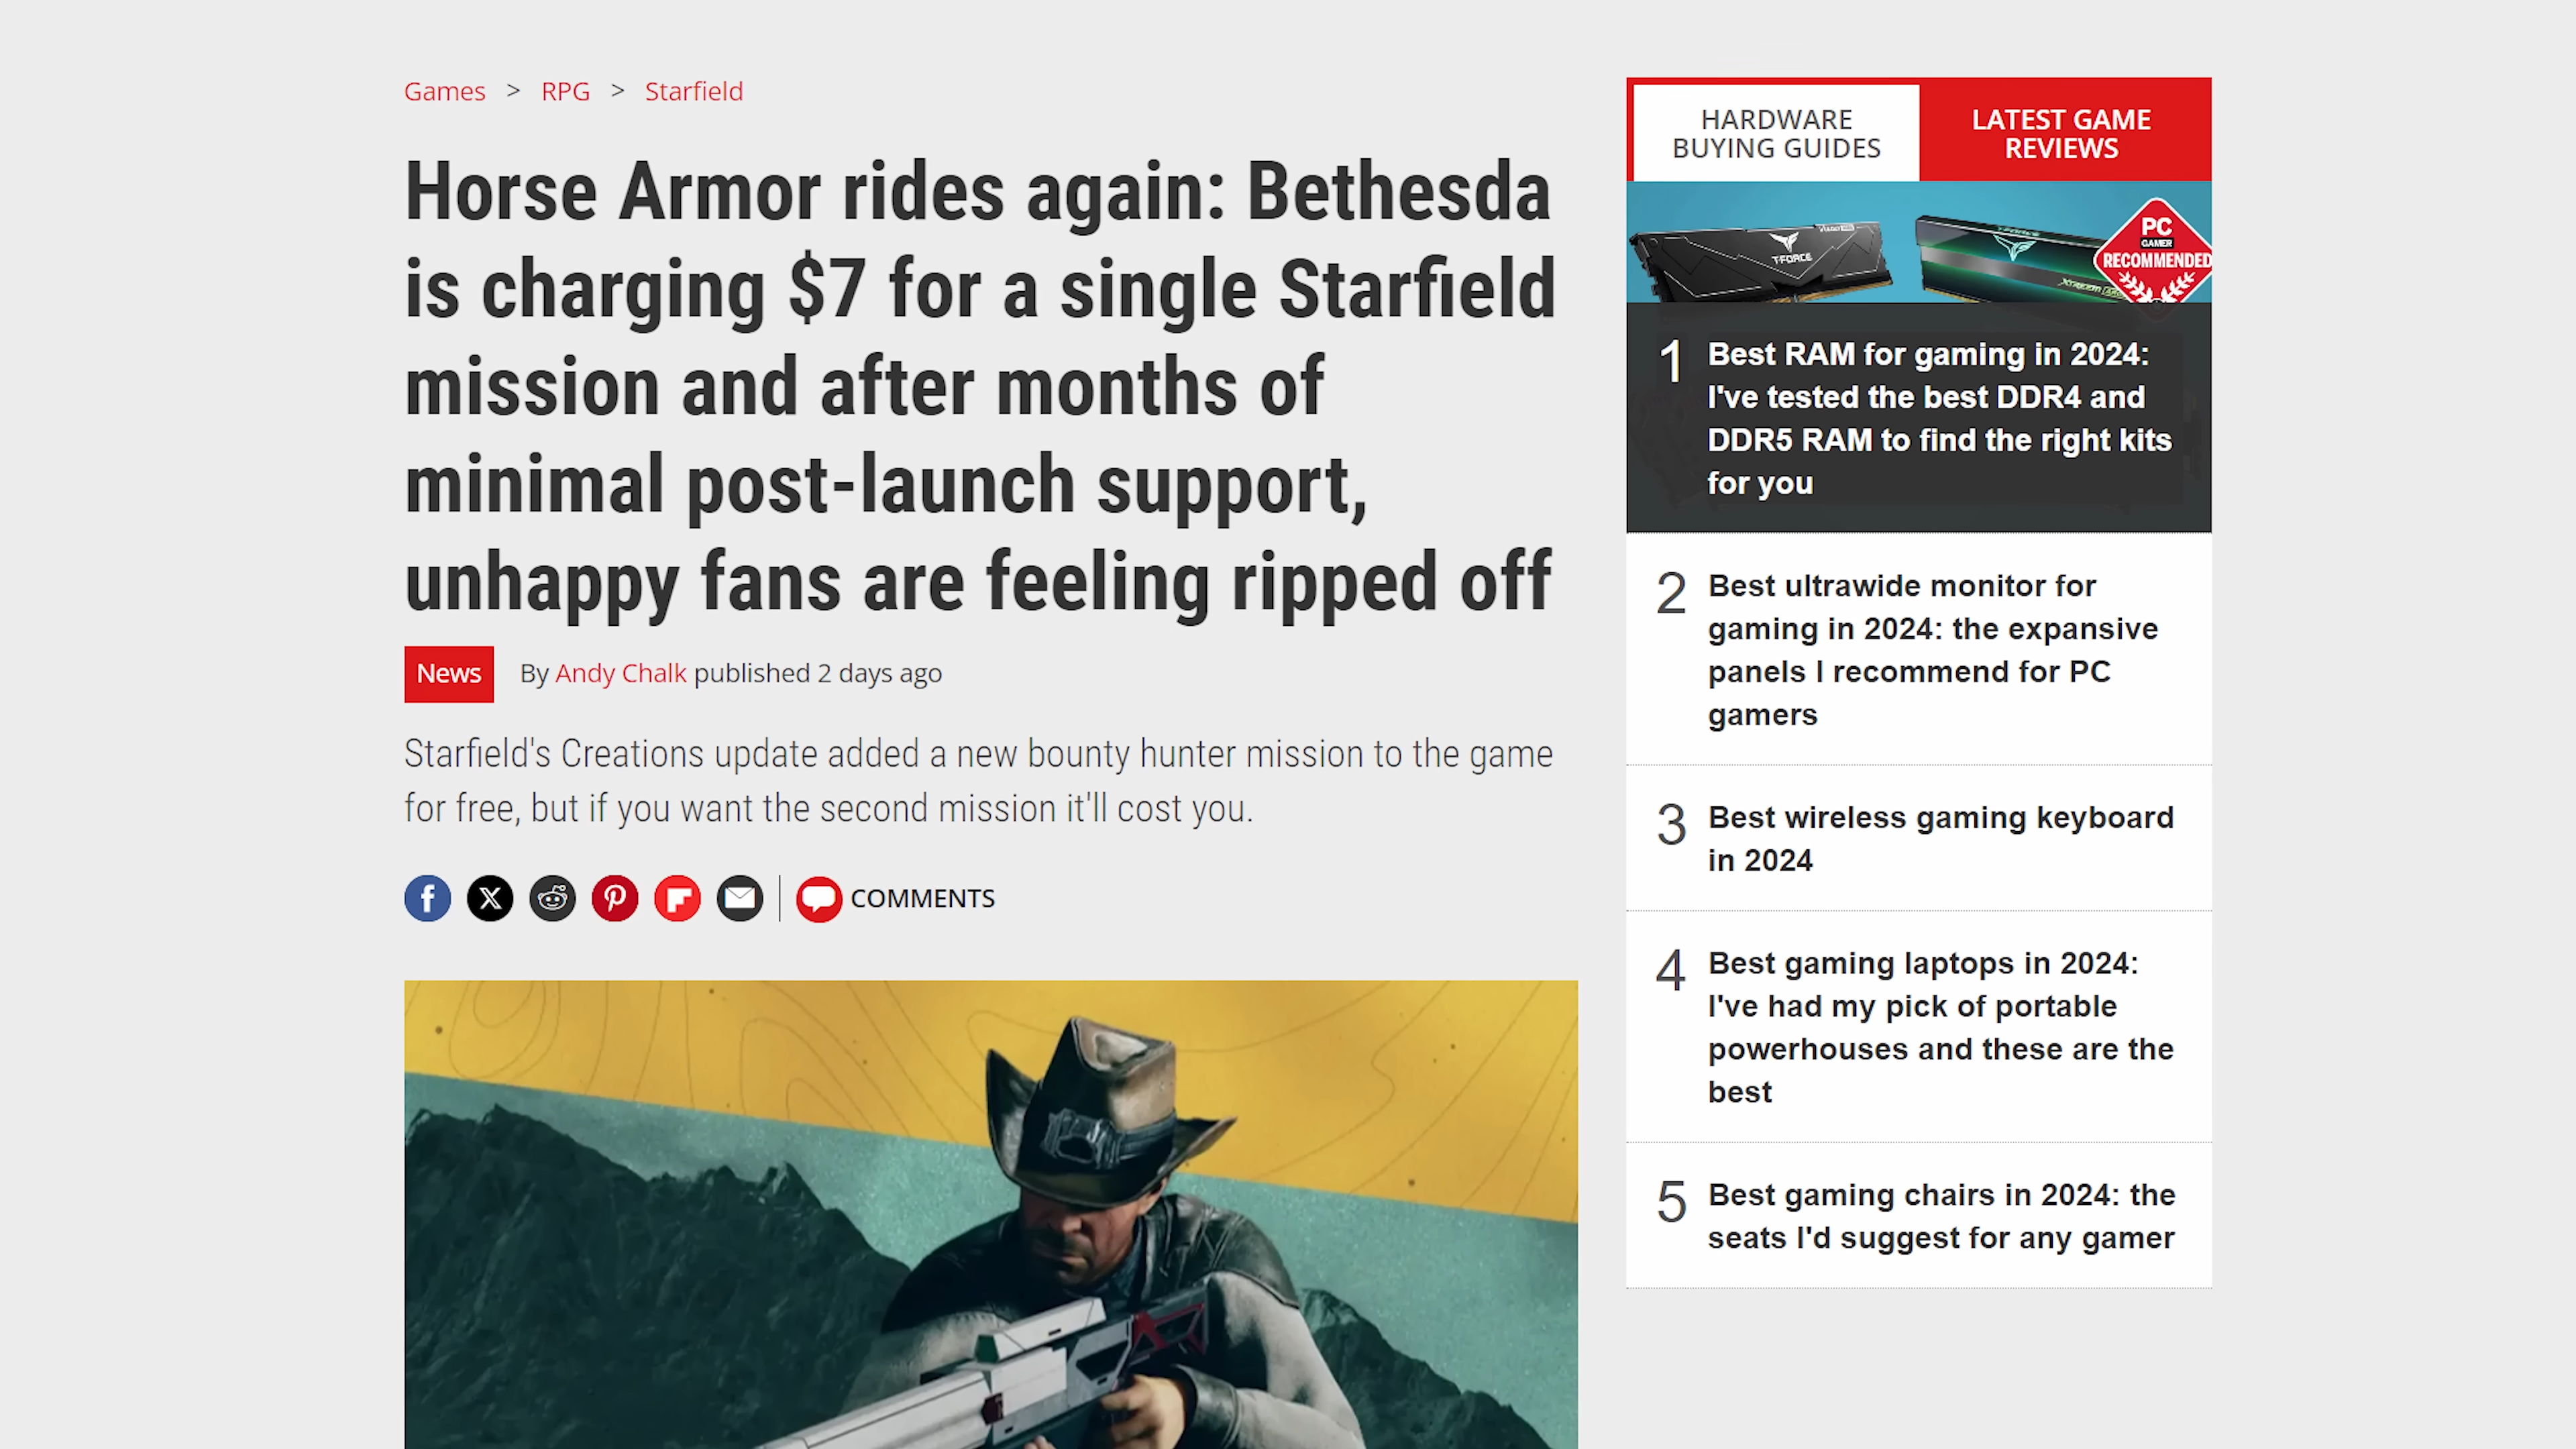 Games > RPG > Starfield
Horse Armor rides again: Bethesda
is charging $7 for a single Starfield
mission and after months of
minimal post-launch support,
unhappy fans are feeling ripped off
News By Andy Chalk published 2 days ago
Starfield's Creations update added a new bounty hunter mission to the game
for free, but if you want the second mission it'll cost you.
COMMENTS
HARDWARE
BUYING GUIDES
LATEST GAME
REVIEWS
T-FORCE
PC
GAMER
RECOMMENDED
1 Best RAM for gaming in 2024:
I've tested the best DDR4 and
DDR5 RAM to find the right kits
for you
2 Best ultrawide monitor for
gaming in 2024: the expansive
panels I recommend for PC
gamers
3 Best wireless gaming keyboard
in 2024
4 Best gaming laptops in 2024:
I've had my pick of portable
powerhouses and these are the
best
5 Best gaming chairs in 2024: the
seats I'd suggest for any gamer